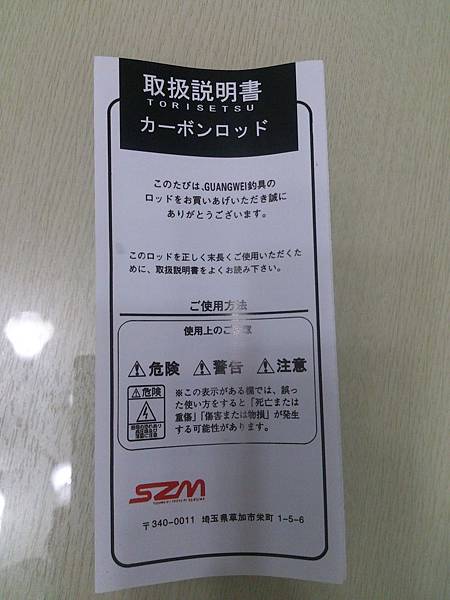 取扱説明書
TORISETSU
カーボンロッド
このたびは、GUANGWEI釣具の
ロッドをお買いあげいただき誠に
ありがとうございます。
このロッドを正しく末長くご使用いただくた
めに、取扱説明書をよくお読み下さい。
ご使用方法
使用上のご注意
危険 警告 注意
危険
※この表示がある欄では、誤っ
た使い方をすると「死亡または
重傷」「傷害または物損」が発生
する可能性があります。
SZM
〒340-0011 埼玉県草加市栄町 1-5-6